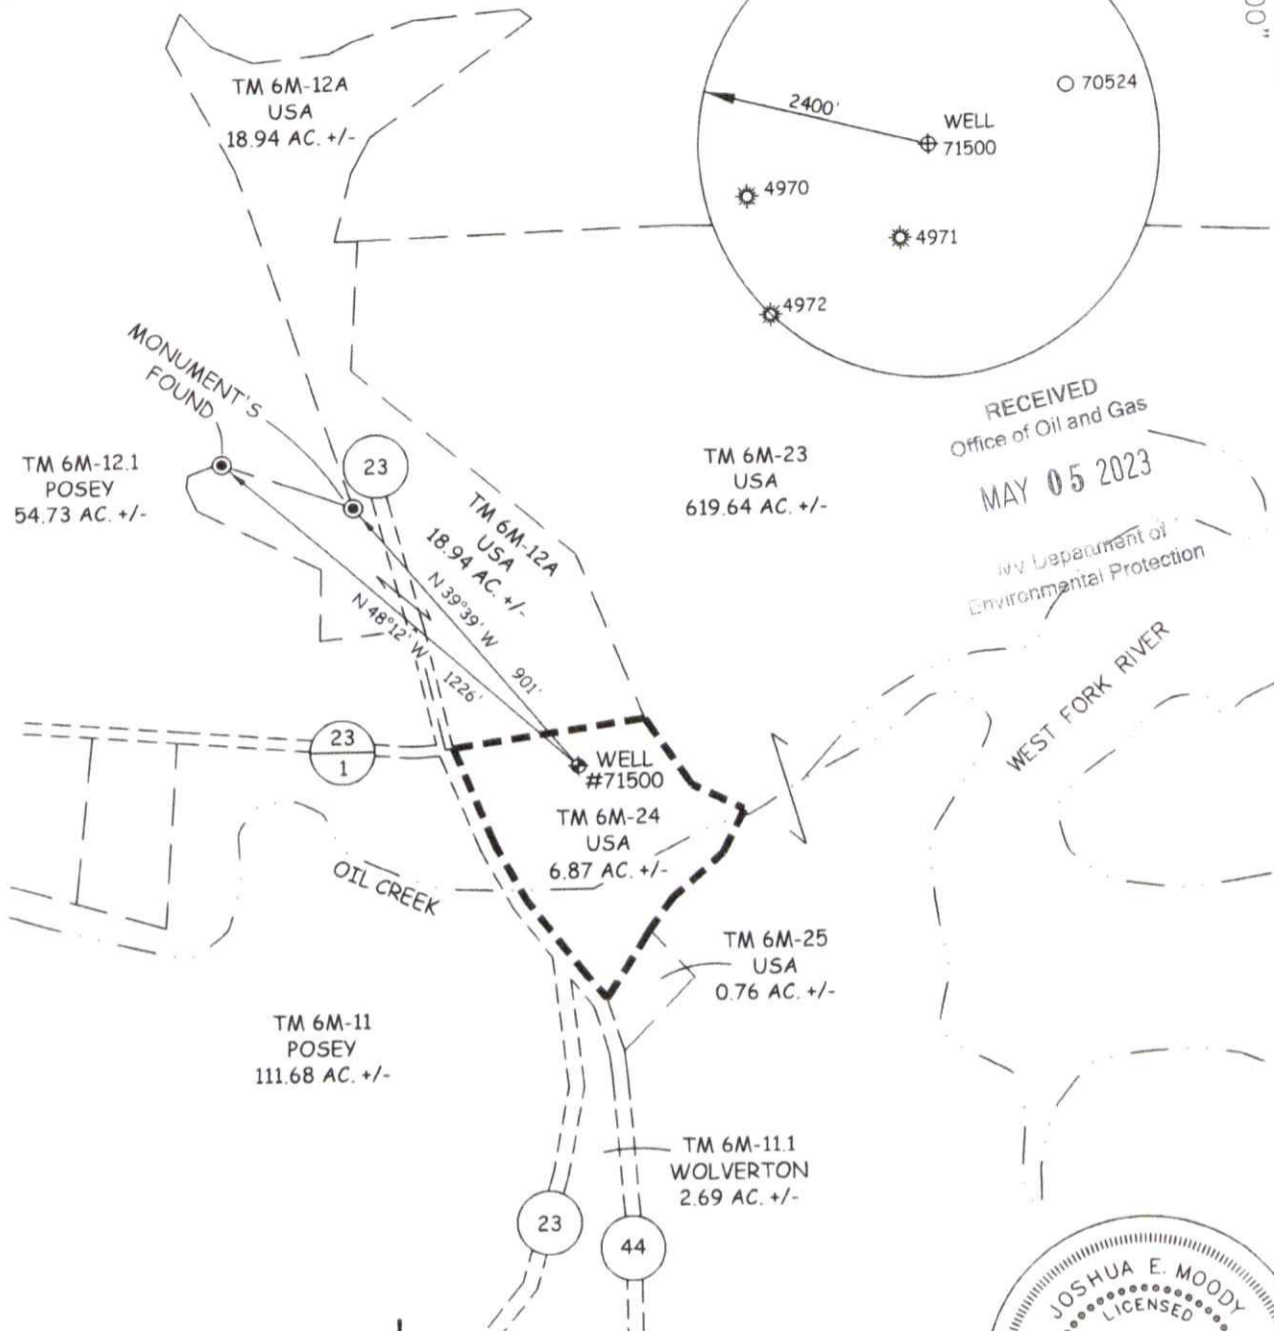 00"
TM 6M-12A
USA
18.94 AC. +/-
2400'
WELL
71500
70524
4970
4971
4972
MONUMENT'S
FOUND
TM 6M-12.1
POSEY
54.73 AC. +/-
23
TM 6M-12A
USA
18.94 AC. +/-
TM 6M-23
USA
619.64 AC. +/-
RECEIVED
Office of Oil and Gas
MAY 05 2023
WV Department of
Environmental Protection
N 39°39' W
901'
N 48°12' W
1226'
WEST FORK RIVER
23
1
WELL
#71500
TM 6M-24
USA
6.87 AC. +/-
OIL CREEK
TM 6M-25
USA
0.76 AC. +/-
TM 6M-11
POSEY
111.68 AC. +/-
TM 6M-11.1
WOLVERTON
2.69 AC. +/-
23
44
JOSHUA E. MOODY
LICENSED